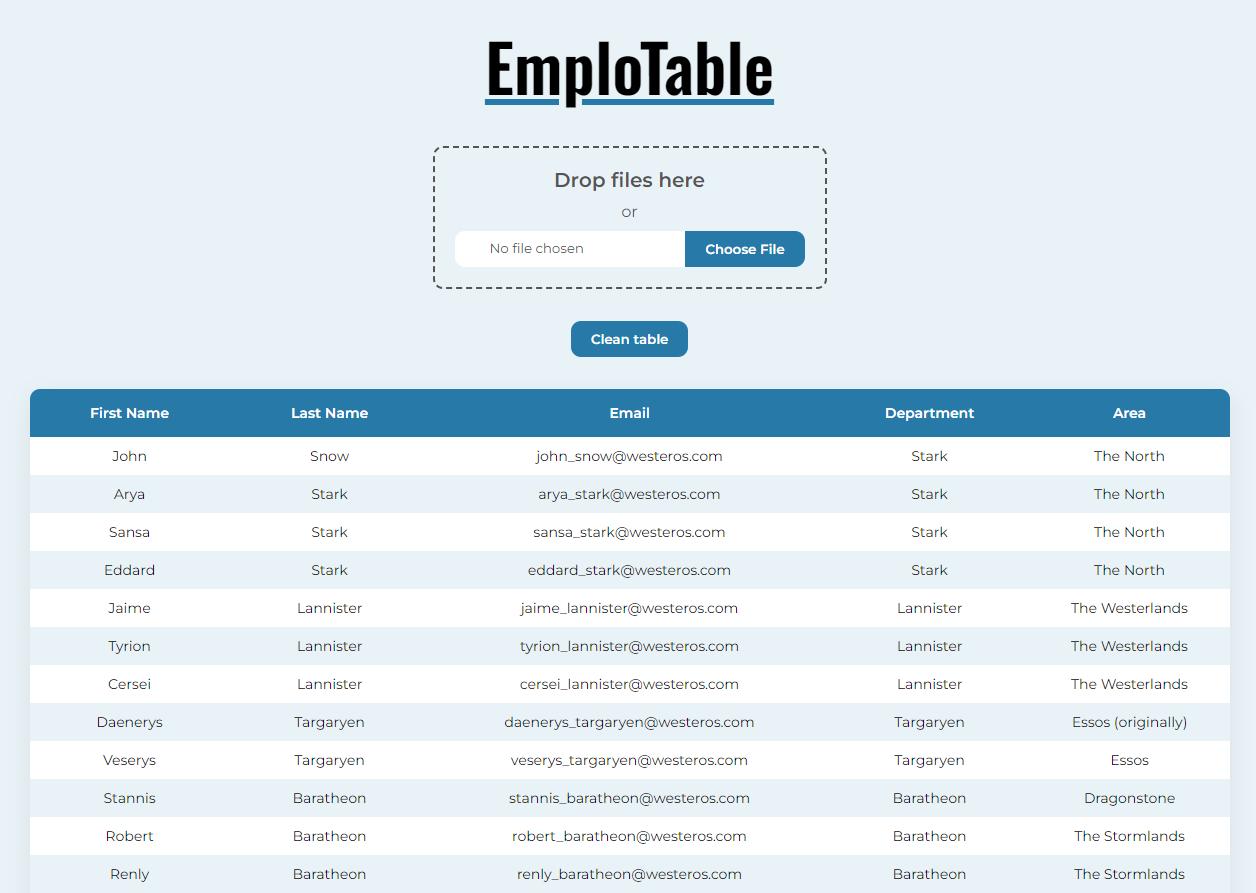 EmploTable
Drop files here
or
No file chosen Choose File
Clean table
First Name Last Name Email Department Area
John Snow john_snow@westeros.com Stark The North
Arya Stark arya_stark@westeros.com Stark The North
Sansa Stark sansa_stark@westeros.com Stark The North
Eddard Stark eddard_stark@westeros.com Stark The North
Jaime Lannister jaime_lannister@westeros.com Lannister The Westerlands
Tyrion Lannister tyrion_lannister@westeros.com Lannister The Westerlands
Cersei Lannister cersei_lannister@westeros.com Lannister The Westerlands
Daenerys Targaryen daenerys_targaryen@westeros.com Targaryen Essos (originally)
Veserys Targaryen veserys_targaryen@westeros.com Targaryen Essos
Stannis Baratheon stannis_baratheon@westeros.com Baratheon Dragonstone
Robert Baratheon robert_baratheon@westeros.com Baratheon The Stormlands
Renly Baratheon renly_baratheon@westeros.com Baratheon The Stormlands